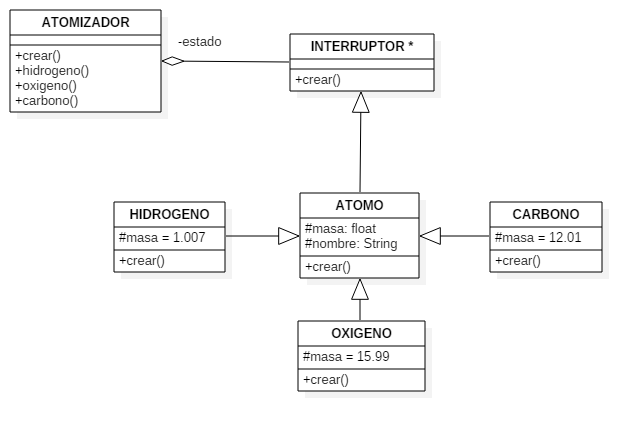 ATOMIZADOR
+crear()
+hidrogeno()
+oxigeno()
+carbono()
-estado
INTERRUPTOR *
+crear()
HIDROGENO
#masa = 1.007
+crear()
ATOMO
#masa: float
#nombre: String
+crear()
CARBONO
#masa = 12.01
+crear()
OXIGENO
#masa = 15.99
+crear()